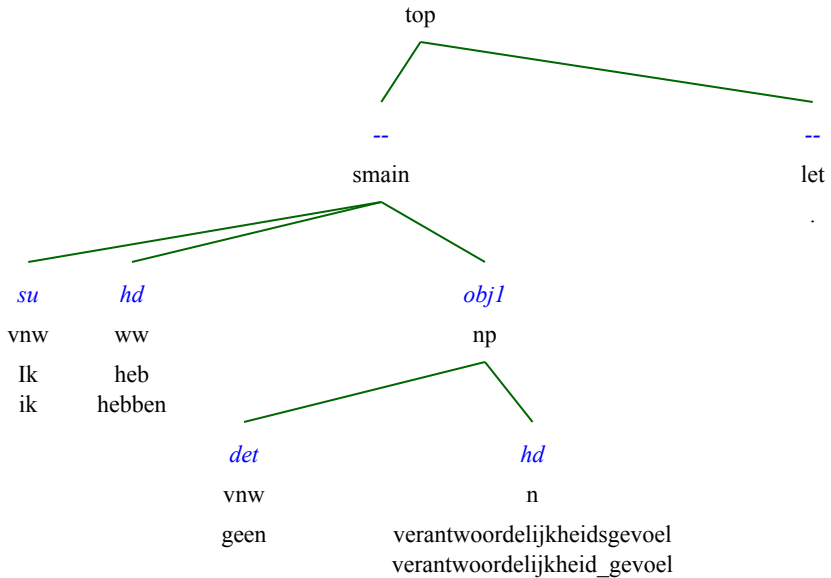 top
-- --
smain let
.
su hd obj1
vnw ww np
Ik heb
ik hebben
det hd
vnw n
geen verantwoordelijkheidsgevoel
verantwoordelijkheid_gevoel